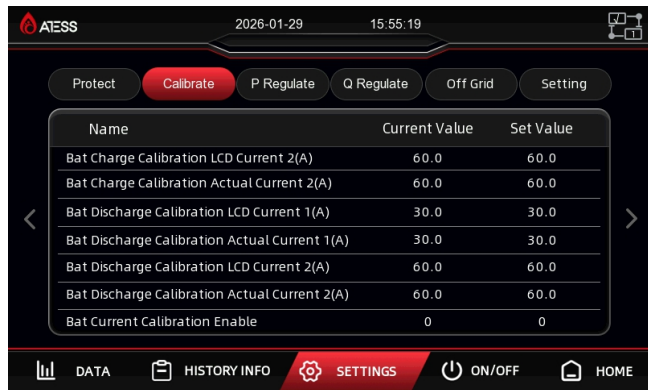 ATESS 2026-01-29 15:55:19
1
Protect Calibrate P Regulate Q Regulate Off Grid Setting
Name Current Value Set Value
Bat Charge Calibration LCD Current 2(A) 60.0 60.0
Bat Charge Calibration Actual Current 2(A) 60.0 60.0
Bat Discharge Calibration LCD Current 1(A) 30.0 30.0
Bat Discharge Calibration Actual Current 1(A) 30.0 30.0
Bat Discharge Calibration LCD Current 2(A) 60.0 60.0
Bat Discharge Calibration Actual Current 2(A) 60.0 60.0
Bat Current Calibration Enable 0 0
DATA HISTORY INFO SETTINGS ON/OFF HOME